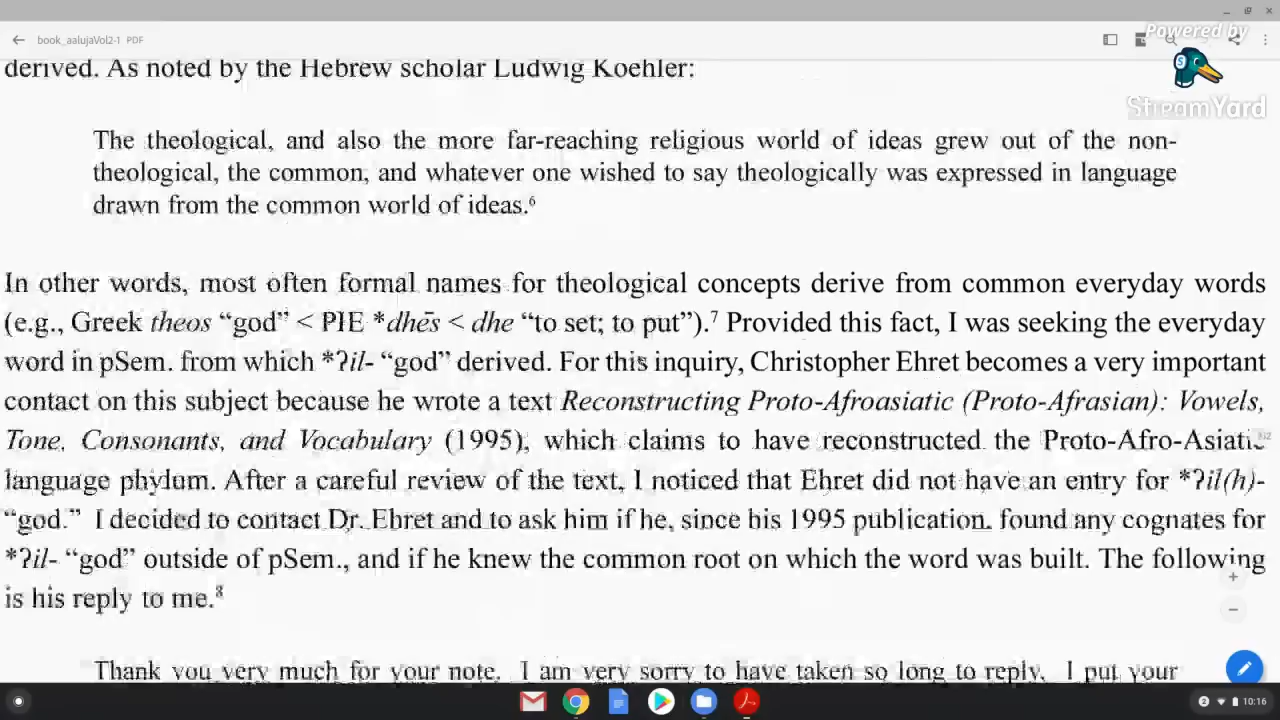 Powered by
book_aalujaVol2-1 PDF
StreamYard
derived. As noted by the Hebrew scholar Ludwig Koehler:
The theological, and also the more far-reaching religious world of ideas grew out of the non-
theological, the common, and whatever one wished to say theologically was expressed in language
drawn from the common world of ideas.⁶
In other words, most often formal names for theological concepts derive from common everyday words
(e.g., Greek theos “god” < PIE *dhēs < dhe “to set; to put”).⁷ Provided this fact, I was seeking the everyday
word in pSem. from which *ʔil- “god” derived. For this inquiry, Christopher Ehret becomes a very important
contact on this subject because he wrote a text Reconstructing Proto-Afroasiatic (Proto-Afrasian): Vowels,
Tone, Consonants, and Vocabulary (1995), which claims to have reconstructed the Proto-Afro-Asiatic
language phylum. After a careful review of the text, I noticed that Ehret did not have an entry for *ʔil(h)-
“god.” I decided to contact Dr. Ehret and to ask him if he, since his 1995 publication, found any cognates for
*ʔil- “god” outside of pSem., and if he knew the common root on which the word was built. The following
is his reply to me.⁸
Thank you very much for your note. I am very sorry to have taken so long to reply. I put your
2 10:16